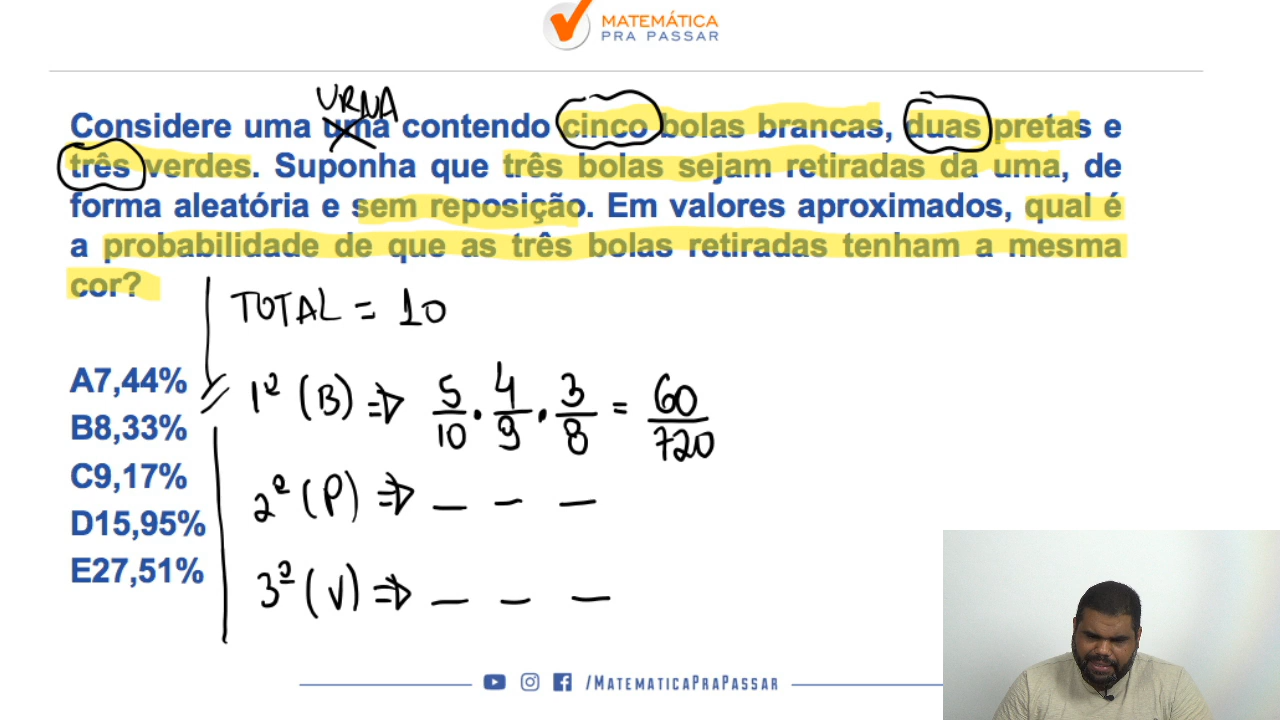 MATEMÁTICA
PRA PASSAR
URNA
Considere uma uma contendo cinco bolas brancas, duas pretas e
três verdes. Suponha que três bolas sejam retiradas da uma, de
forma aleatória e sem reposição. Em valores aproximados, qual é
a probabilidade de que as três bolas retiradas tenham a mesma
cor?
TOTAL = 10
A7,44%
B8,33%
C9,17%
D15,95%
E27,51%
1º (B) ⇒ 5/10 . 4/9 . 3/8 = 60/720
2º (P) ⇒ _ _ _
3º (V) ⇒ _ _ _
/MATEMATICAPRAPASSAR